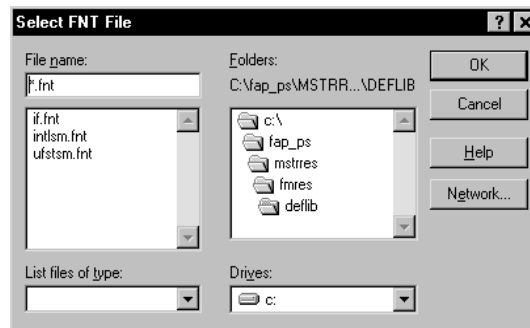 Select FNT File
File name:
*.fnt
if.fnt
intlsm.fnt
ufstsm.fnt
List files of type:
Folders:
C:\fap_ps\MSTRR...\DEFLIB
c:\
fap_ps
mstrres
fmres
deflib
Drives:
c:
OK
Cancel
Help
Network...